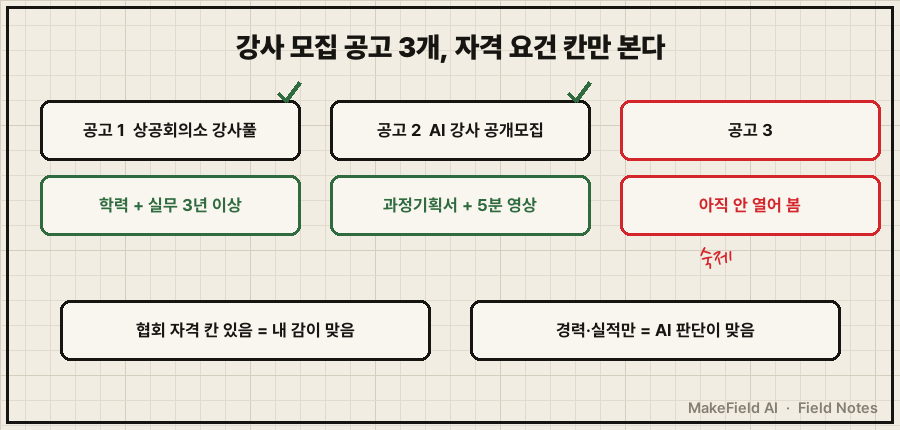 강사 모집 공고 3개, 자격 요건 칸만 본다
공고 1  상공회의소 강사풀
공고 2  AI 강사 공개모집
공고 3
학력 + 실무 3년 이상
과정기획서 + 5분 영상
아직 안 열어 봄
숙제
협회 자격 칸 있음 = 내 감이 맞음
경력·실적만 = AI 판단이 맞음
MakeField AI · Field Notes